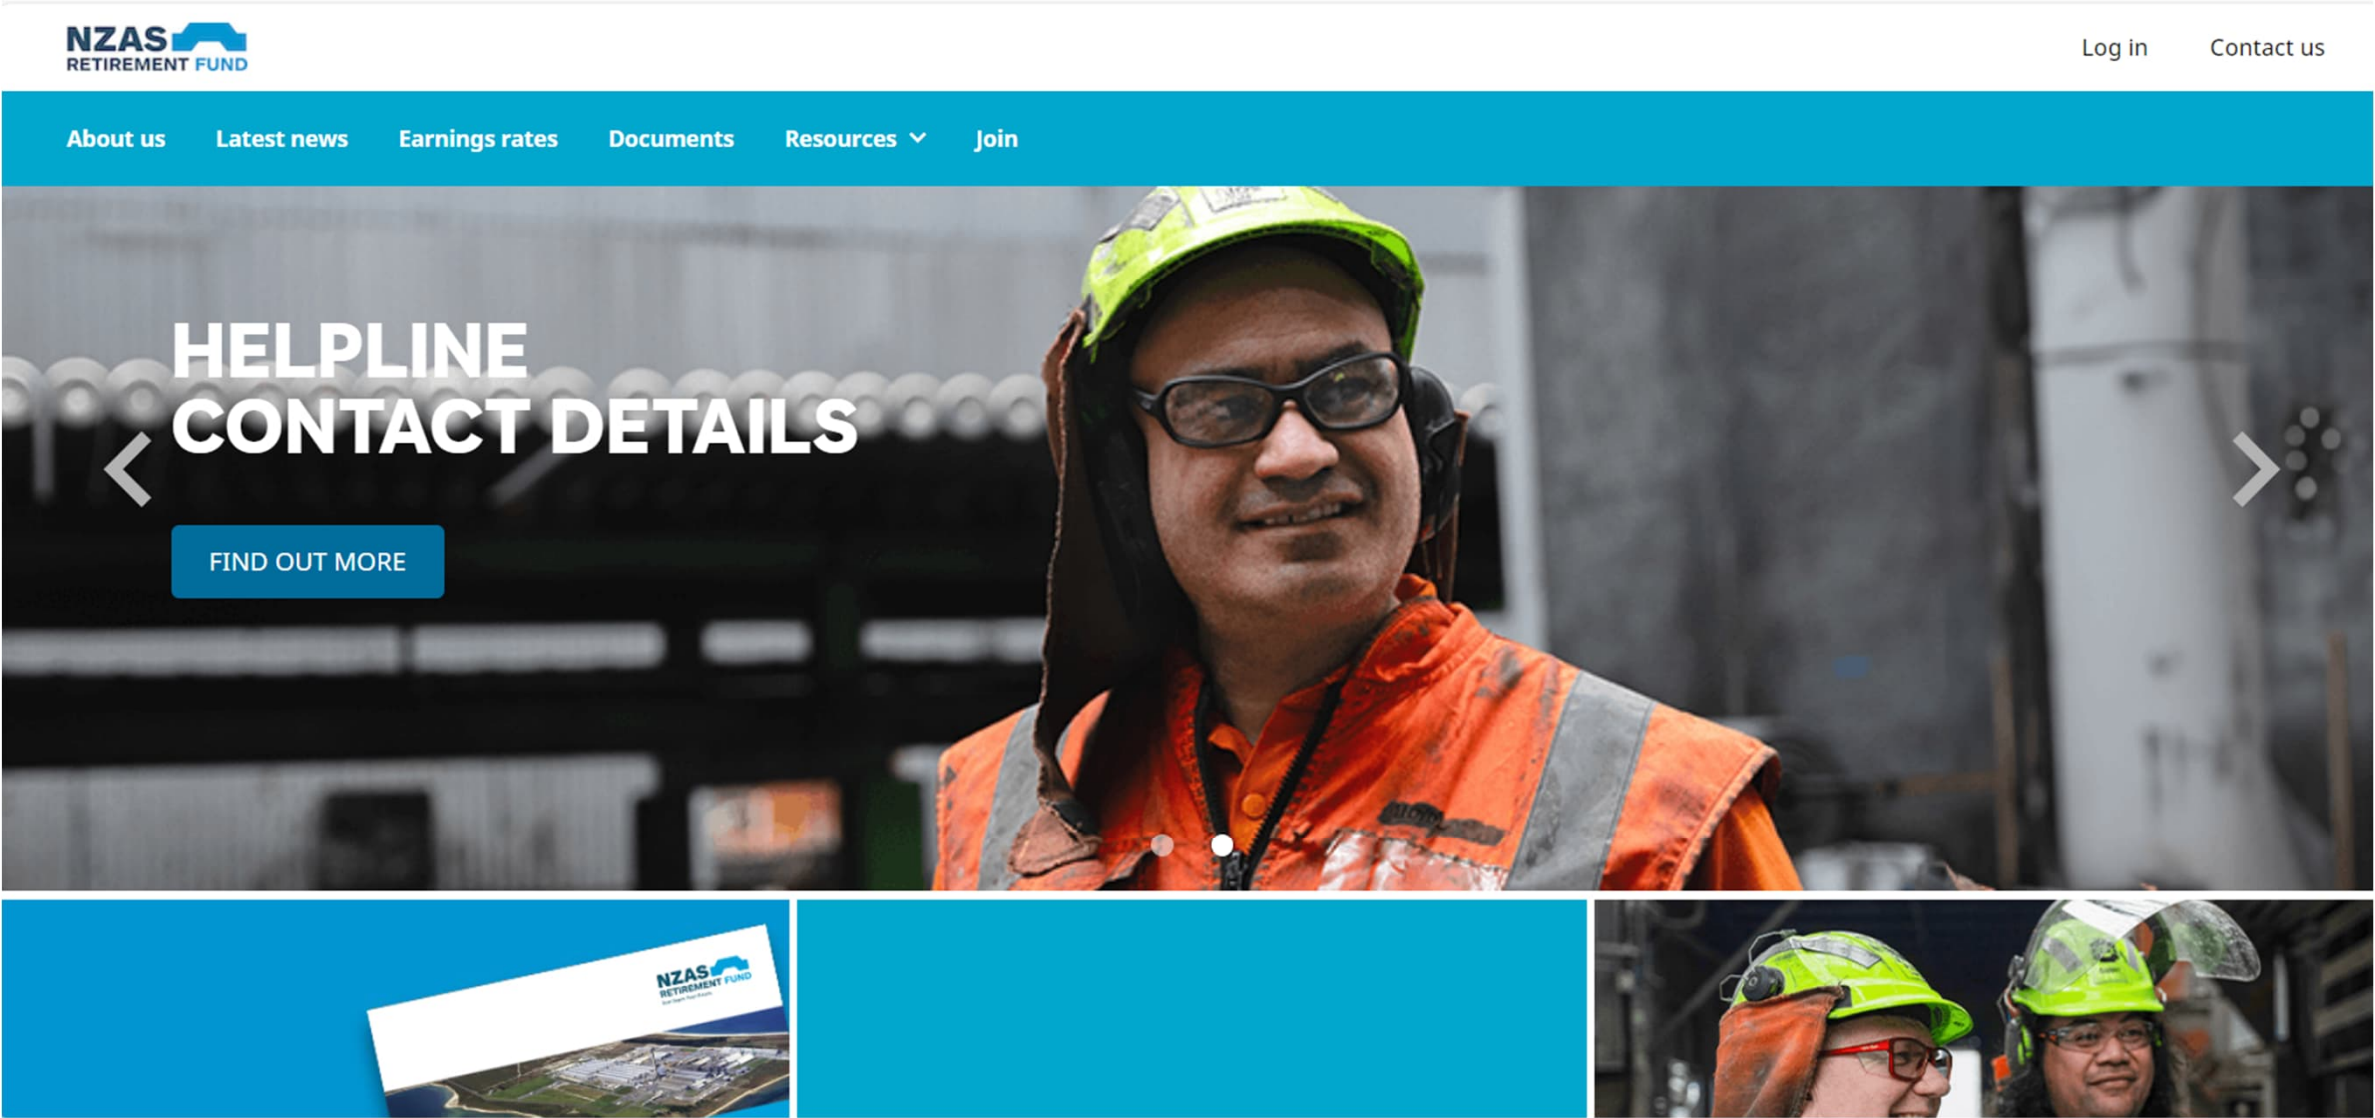 NZAS
RETIREMENT FUND
Log in
Contact us
About us
Latest news
Earnings rates
Documents
Resources
Join
HELPLINE
CONTACT DETAILS
FIND OUT MORE
NZAS
RETIREMENT FUND